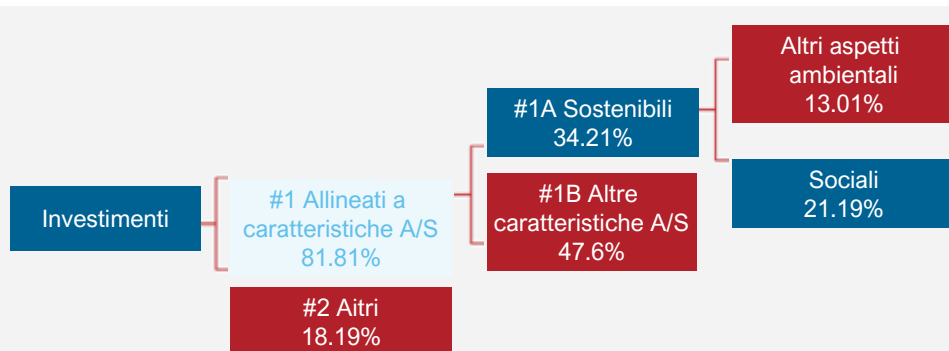 Investimenti
#1 Allineati a
caratteristiche A/S
81.81%
#2 Aitri
18.19%
#1A Sostenibili
34.21%
#1B Altre
caratteristiche A/S
47.6%
Altri aspetti
ambientali
13.01%
Sociali
21.19%